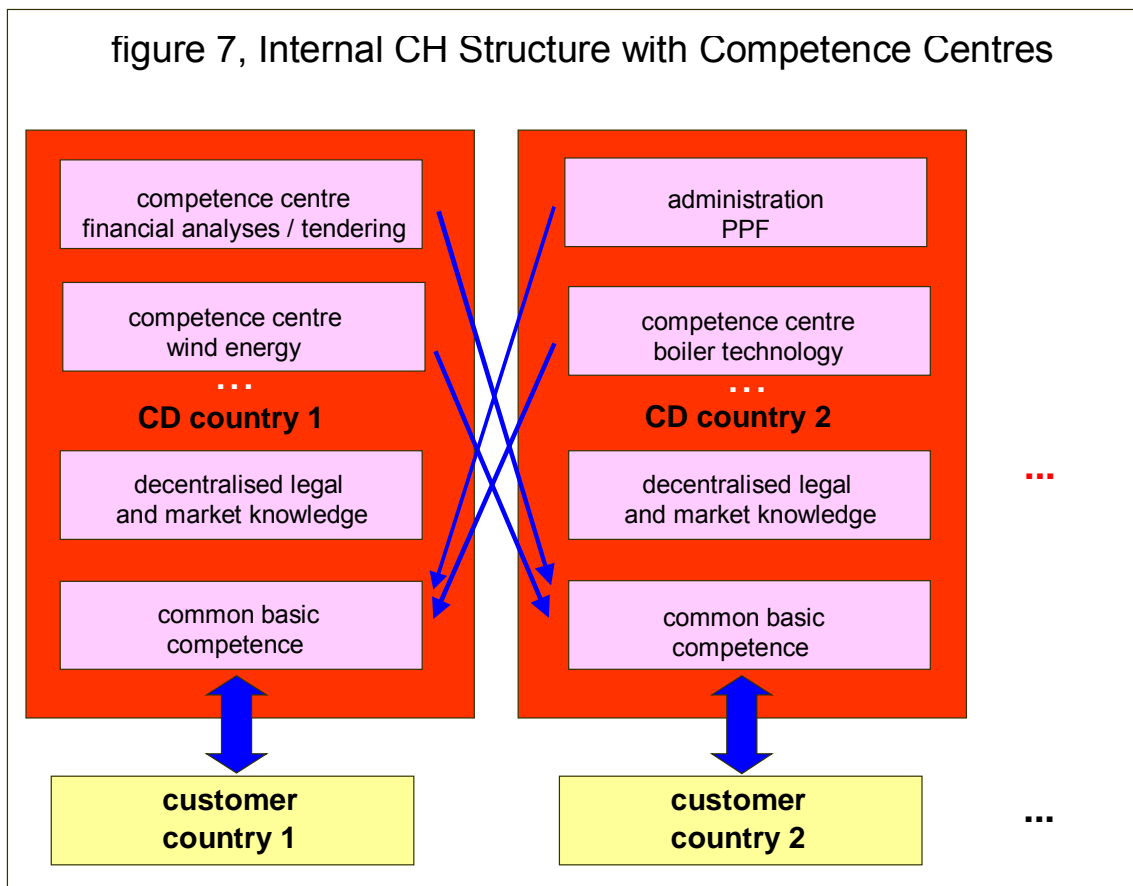 figure 7, Internal CH Structure with Competence Centres
competence centre
financial analyses / tendering
competence centre
wind energy
...
CD country 1
decentralised legal
and market knowledge
common basic
competence
customer
country 1
administration
PPF
competence centre
boiler technology
...
CD country 2
decentralised legal
and market knowledge
common basic
competence
customer
country 2
...
...